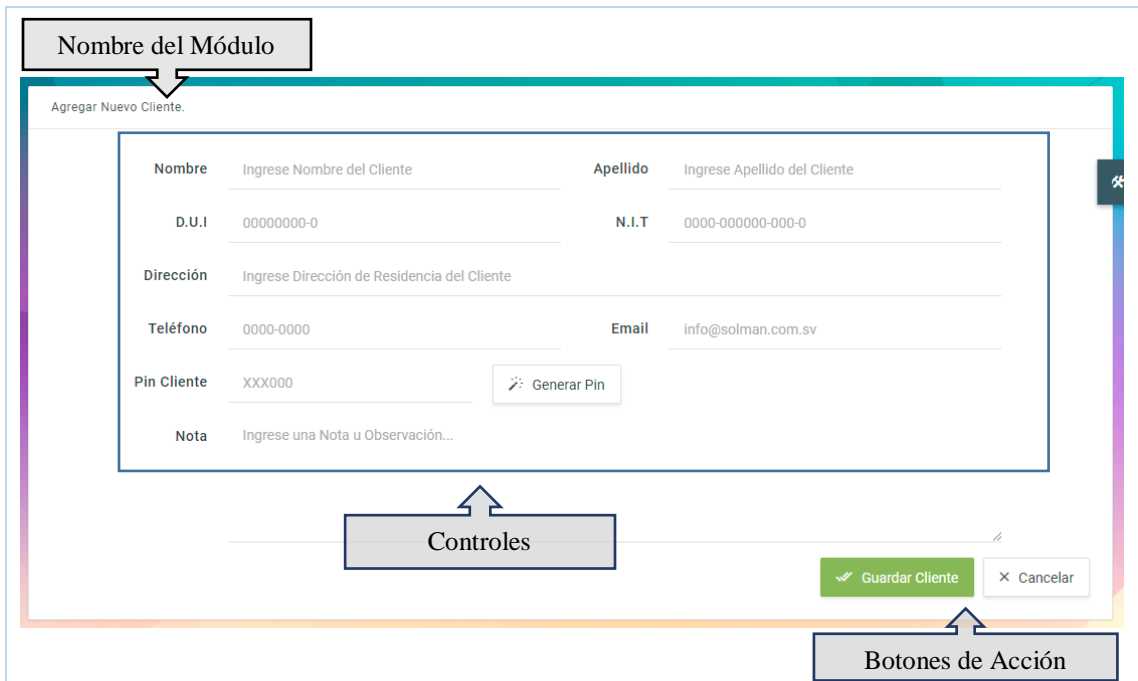 Nombre del Módulo
Agregar Nuevo Cliente.
Nombre Ingrese Nombre del Cliente Apellido Ingrese Apellido del Cliente
D.U.I 00000000-0 N.I.T 0000-000000-000-0
Dirección Ingrese Dirección de Residencia del Cliente
Teléfono 0000-0000 Email info@solman.com.sv
Pin Cliente XXX000 Generar Pin
Nota Ingrese una Nota u Observación...
Controles
Guardar Cliente Cancelar
Botones de Acción